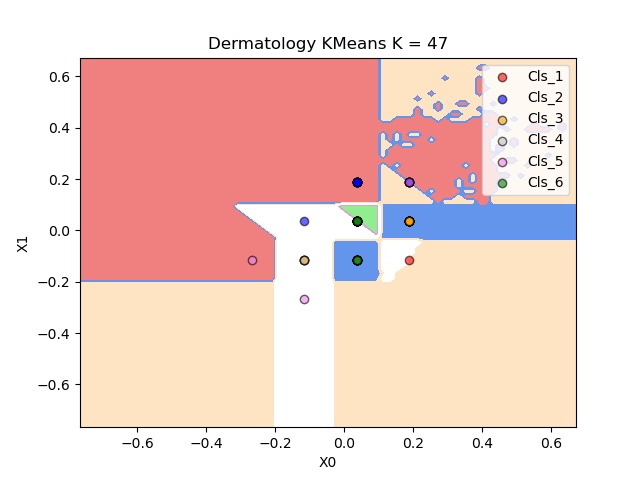 Dermatology KMeans K = 47
Cls_1
Cls_2
Cls_3
Cls_4
Cls_5
Cls_6
0.6
0.4
0.2
0.0
−0.2
−0.4
−0.6
X1
−0.6 −0.4 −0.2 0.0 0.2 0.4 0.6
X0